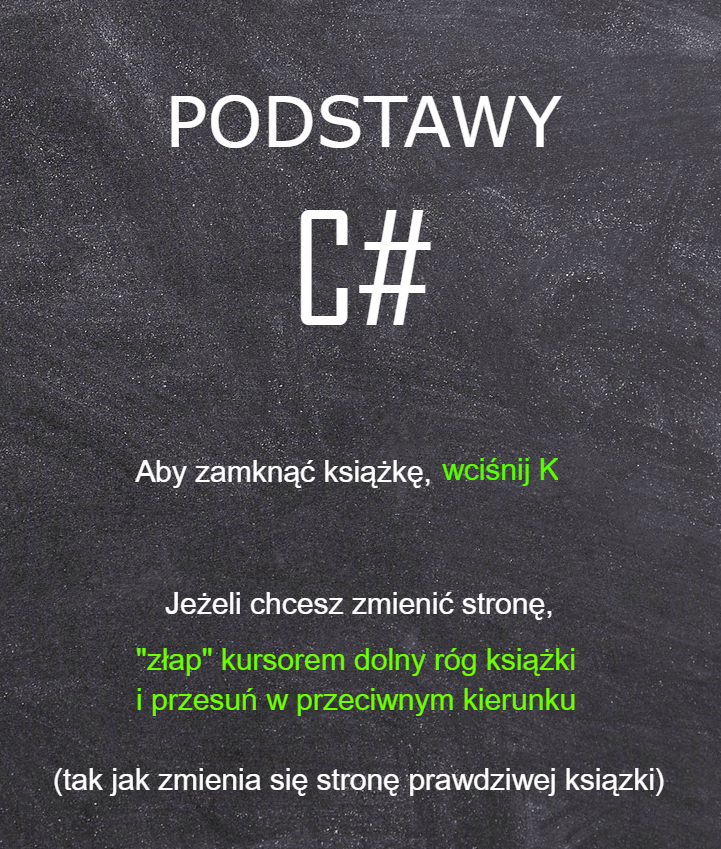 PODSTAWY
C#
Aby zamknąć książkę, wciśnij K
Jeżeli chcesz zmienić stronę,
"złap" kursorem dolny róg książki
i przesuń w przeciwnym kierunku
(tak jak zmienia się stronę prawdziwej ksiązki)